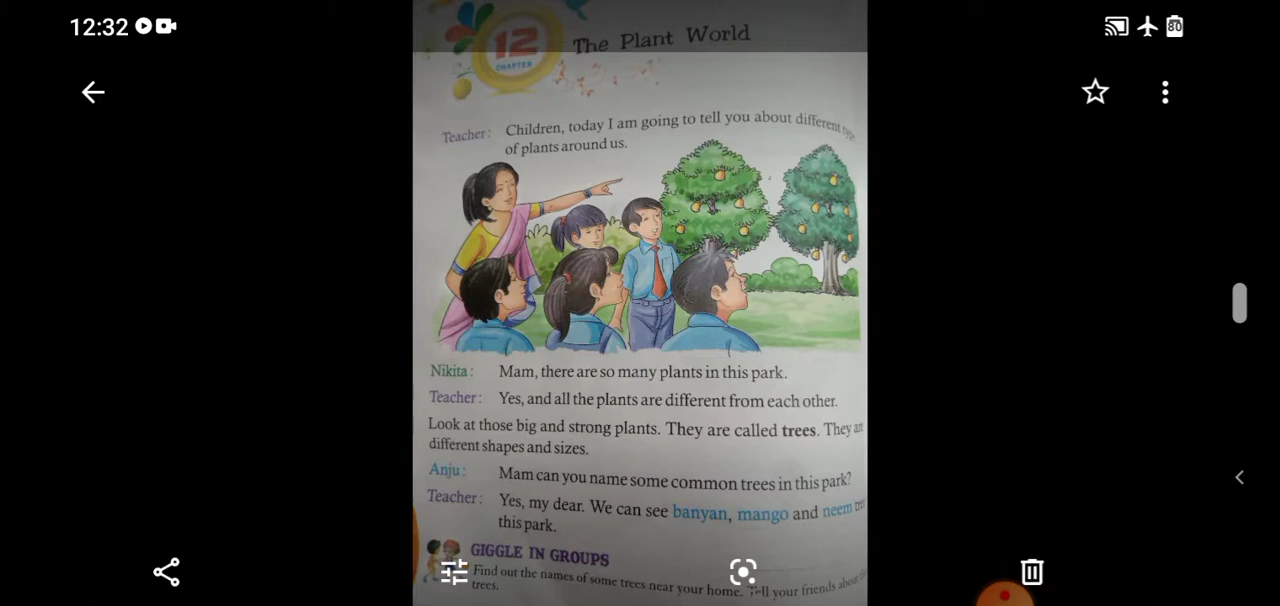 12:32
80
12
CHAPTER
The Plant World
Teacher: Children, today I am going to tell you about different
of plants around us.
Nikita: Mam, there are so many plants in this park.
Teacher: Yes, and all the plants are different from each other.
Look at those big and strong plants. They are called trees. They
different shapes and sizes.
Anju: Mam can you name some common trees in this park?
Teacher: Yes, my dear. We can see banyan, mango and neem
this park.
GIGGLE IN GROUPS
Find out the names of some trees near your home. Tell your friends about
trees.